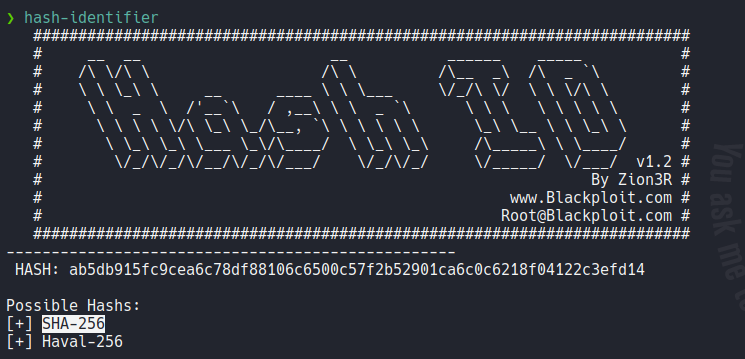 ❯ hash-identifier
   #########################################################################
   #     __  __                     __           ______    _____           #
   #    /\ \/\ \                   /\ \         /\__  _\  /\  _ `\         #
   #    \ \ \_\ \     __      ____ \ \ \___     \/_/\ \/  \ \ \/\ \        #
   #     \ \  _  \  /'__`\   / ,__\ \ \  _ `\      \ \ \   \ \ \ \ \       #
   #      \ \ \ \ \/\ \_\ \_/\__, `\ \ \ \ \ \      \_\ \__ \ \ \_\ \      #
   #       \ \_\ \_\ \___ \_\/\____/  \ \_\ \_\     /\_____\ \ \____/      #
   #        \/_/\/_/\/__/\/_/\/___/    \/_/\/_/     \/_____/  \/___/  v1.2 #
   #                                                             By Zion3R #
   #                                                    www.Blackploit.com #
   #                                                   Root@Blackploit.com #
   #########################################################################
--------------------------------------------------
 HASH: ab5db915fc9cea6c78df88106c6500c57f2b52901ca6c0c6218f04122c3efd14
Possible Hashs:
[+] SHA-256
[+] Haval-256
You ask me t